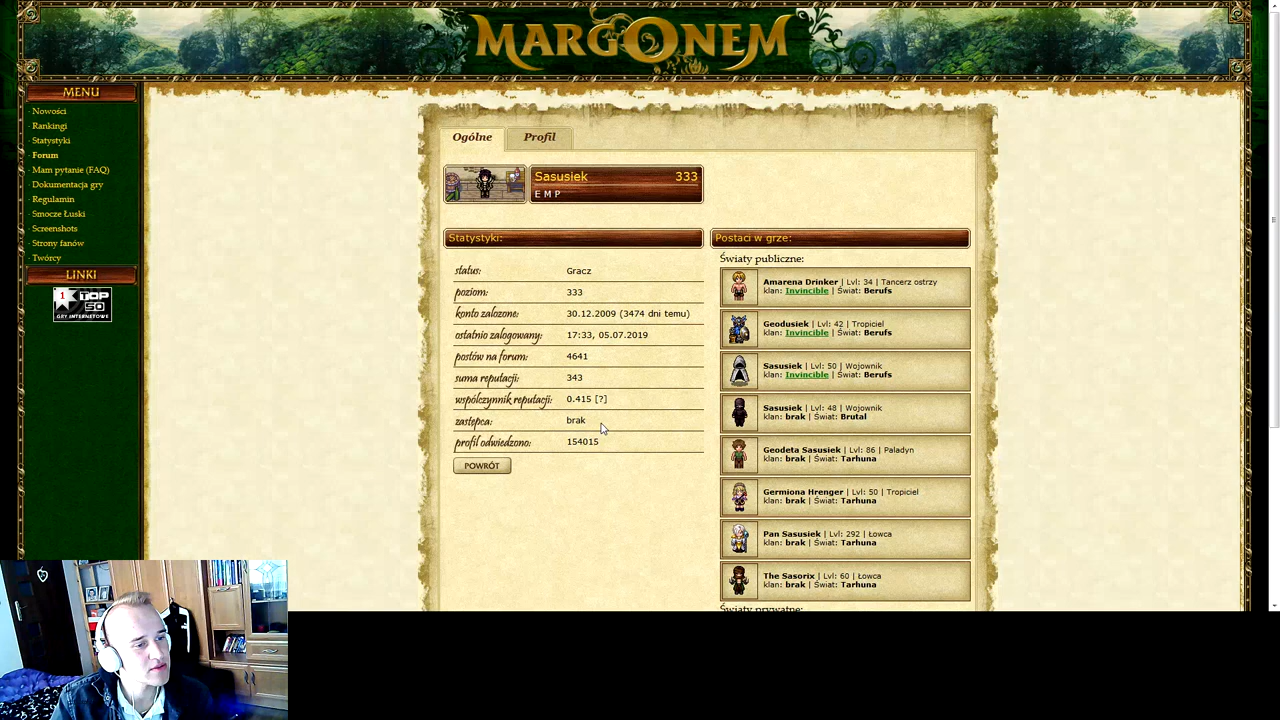 MARGONEM
MENU
Nowości
Rankingi
Statystyki
Forum
Mam pytanie (FAQ)
Dokumentacja gry
Regulamin
Smocze Łuski
Screenshots
Strony fanów
Twórcy
LINKI
1 TOP
50
GRY INTERNETOWE
Ogólne Profil
Sasusiek 333
E M P
Statystyki:
status: Gracz
poziom: 333
konto założone: 30.12.2009 (3474 dni temu)
ostatnio zalogowany: 17:33, 05.07.2019
postów na forum: 4641
suma reputacji: 343
współczynnik reputacji: 0.415 [?]
zastępca: brak
profil odwiedzono: 154015
POWRÓT
Postaci w grze:
Światy publiczne:
Amarena Drinker | Lvl: 34 | Tancerz ostrzy
klan: Invincible | Świat: Berufs
Geodusiek | Lvl: 42 | Tropiciel
klan: Invincible | Świat: Berufs
Sasusiek | Lvl: 50 | Wojownik
klan: Invincible | Świat: Berufs
Sasusiek | Lvl: 48 | Wojownik
klan: brak | Świat: Brutal
Geodeta Sasusiek | Lvl: 86 | Paladyn
klan: brak | Świat: Tarhuna
Germiona Hrenger | Lvl: 50 | Tropiciel
klan: brak | Świat: Tarhuna
Pan Sasusiek | Lvl: 292 | Łowca
klan: brak | Świat: Tarhuna
The Sasorix | Lvl: 60 | Łowca
klan: brak | Świat: Tarhuna
Światy prywatne: